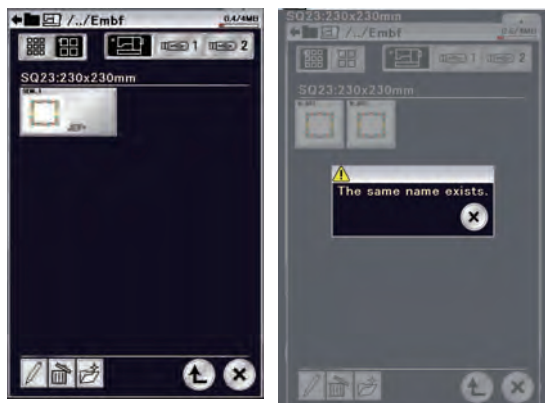 /../Embf
0.4/4MB
1
2
SQ23:230x230mm
SQ23:230x230mm
/../Embf
1
2
SQ23:230x230mm
The same name exists.